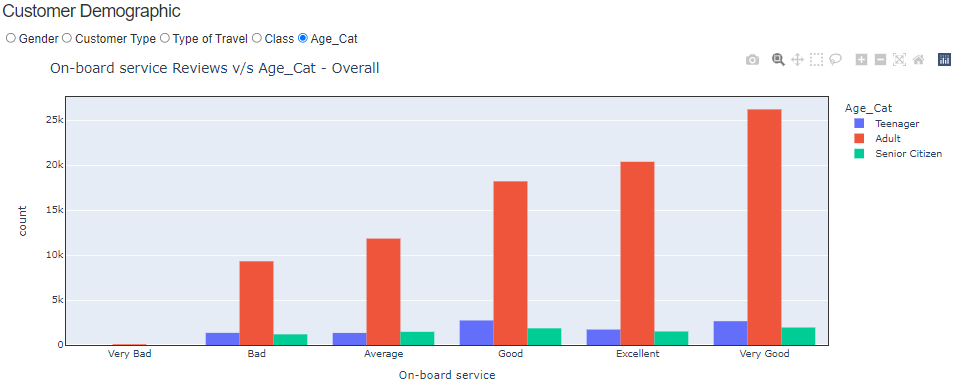 Customer Demographic
Gender Customer Type Type of Travel Class Age_Cat
On-board service Reviews v/s Age_Cat - Overall
Age_Cat
Teenager
Adult
Senior Citizen
25k
20k
15k
10k
5k
0
count
Very Bad Bad Average Good Excellent Very Good
On-board service